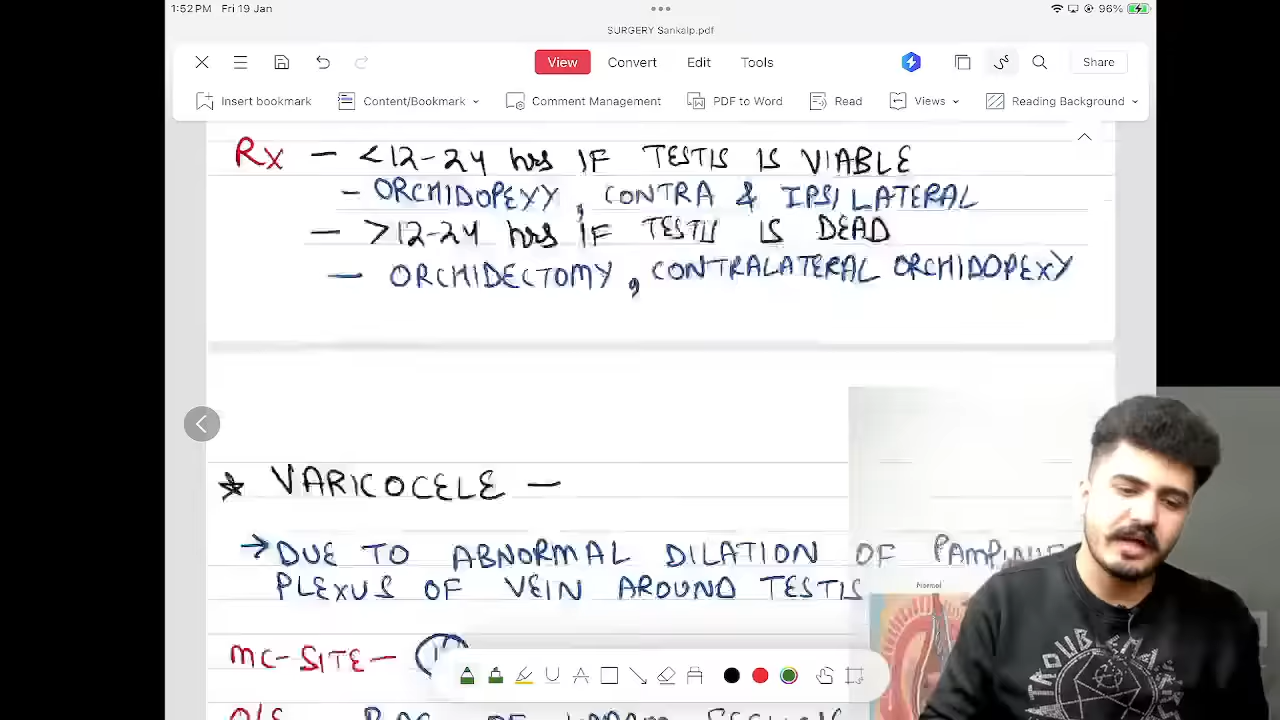 1:52 PM Fri 19 Jan
96%
SURGERY Sankalp.pdf
View Convert Edit Tools Share
Insert bookmark Content/Bookmark Comment Management PDF to Word Read Views Reading Background
Rx - <12-24 hrs IF TESTIS IS VIABLE
- ORCHIDOPEXY, CONTRA & IPSILATERAL
- >12-24 hrs IF TESTIS IS DEAD
- ORCHIDECTOMY, CONTRALATERAL ORCHIDOPEXY
* VARICOCELE -
→ DUE TO ABNORMAL DILATION OF
PLEXUS OF VEIN AROUND TESTIS
Normal
MC-SITE-
OF